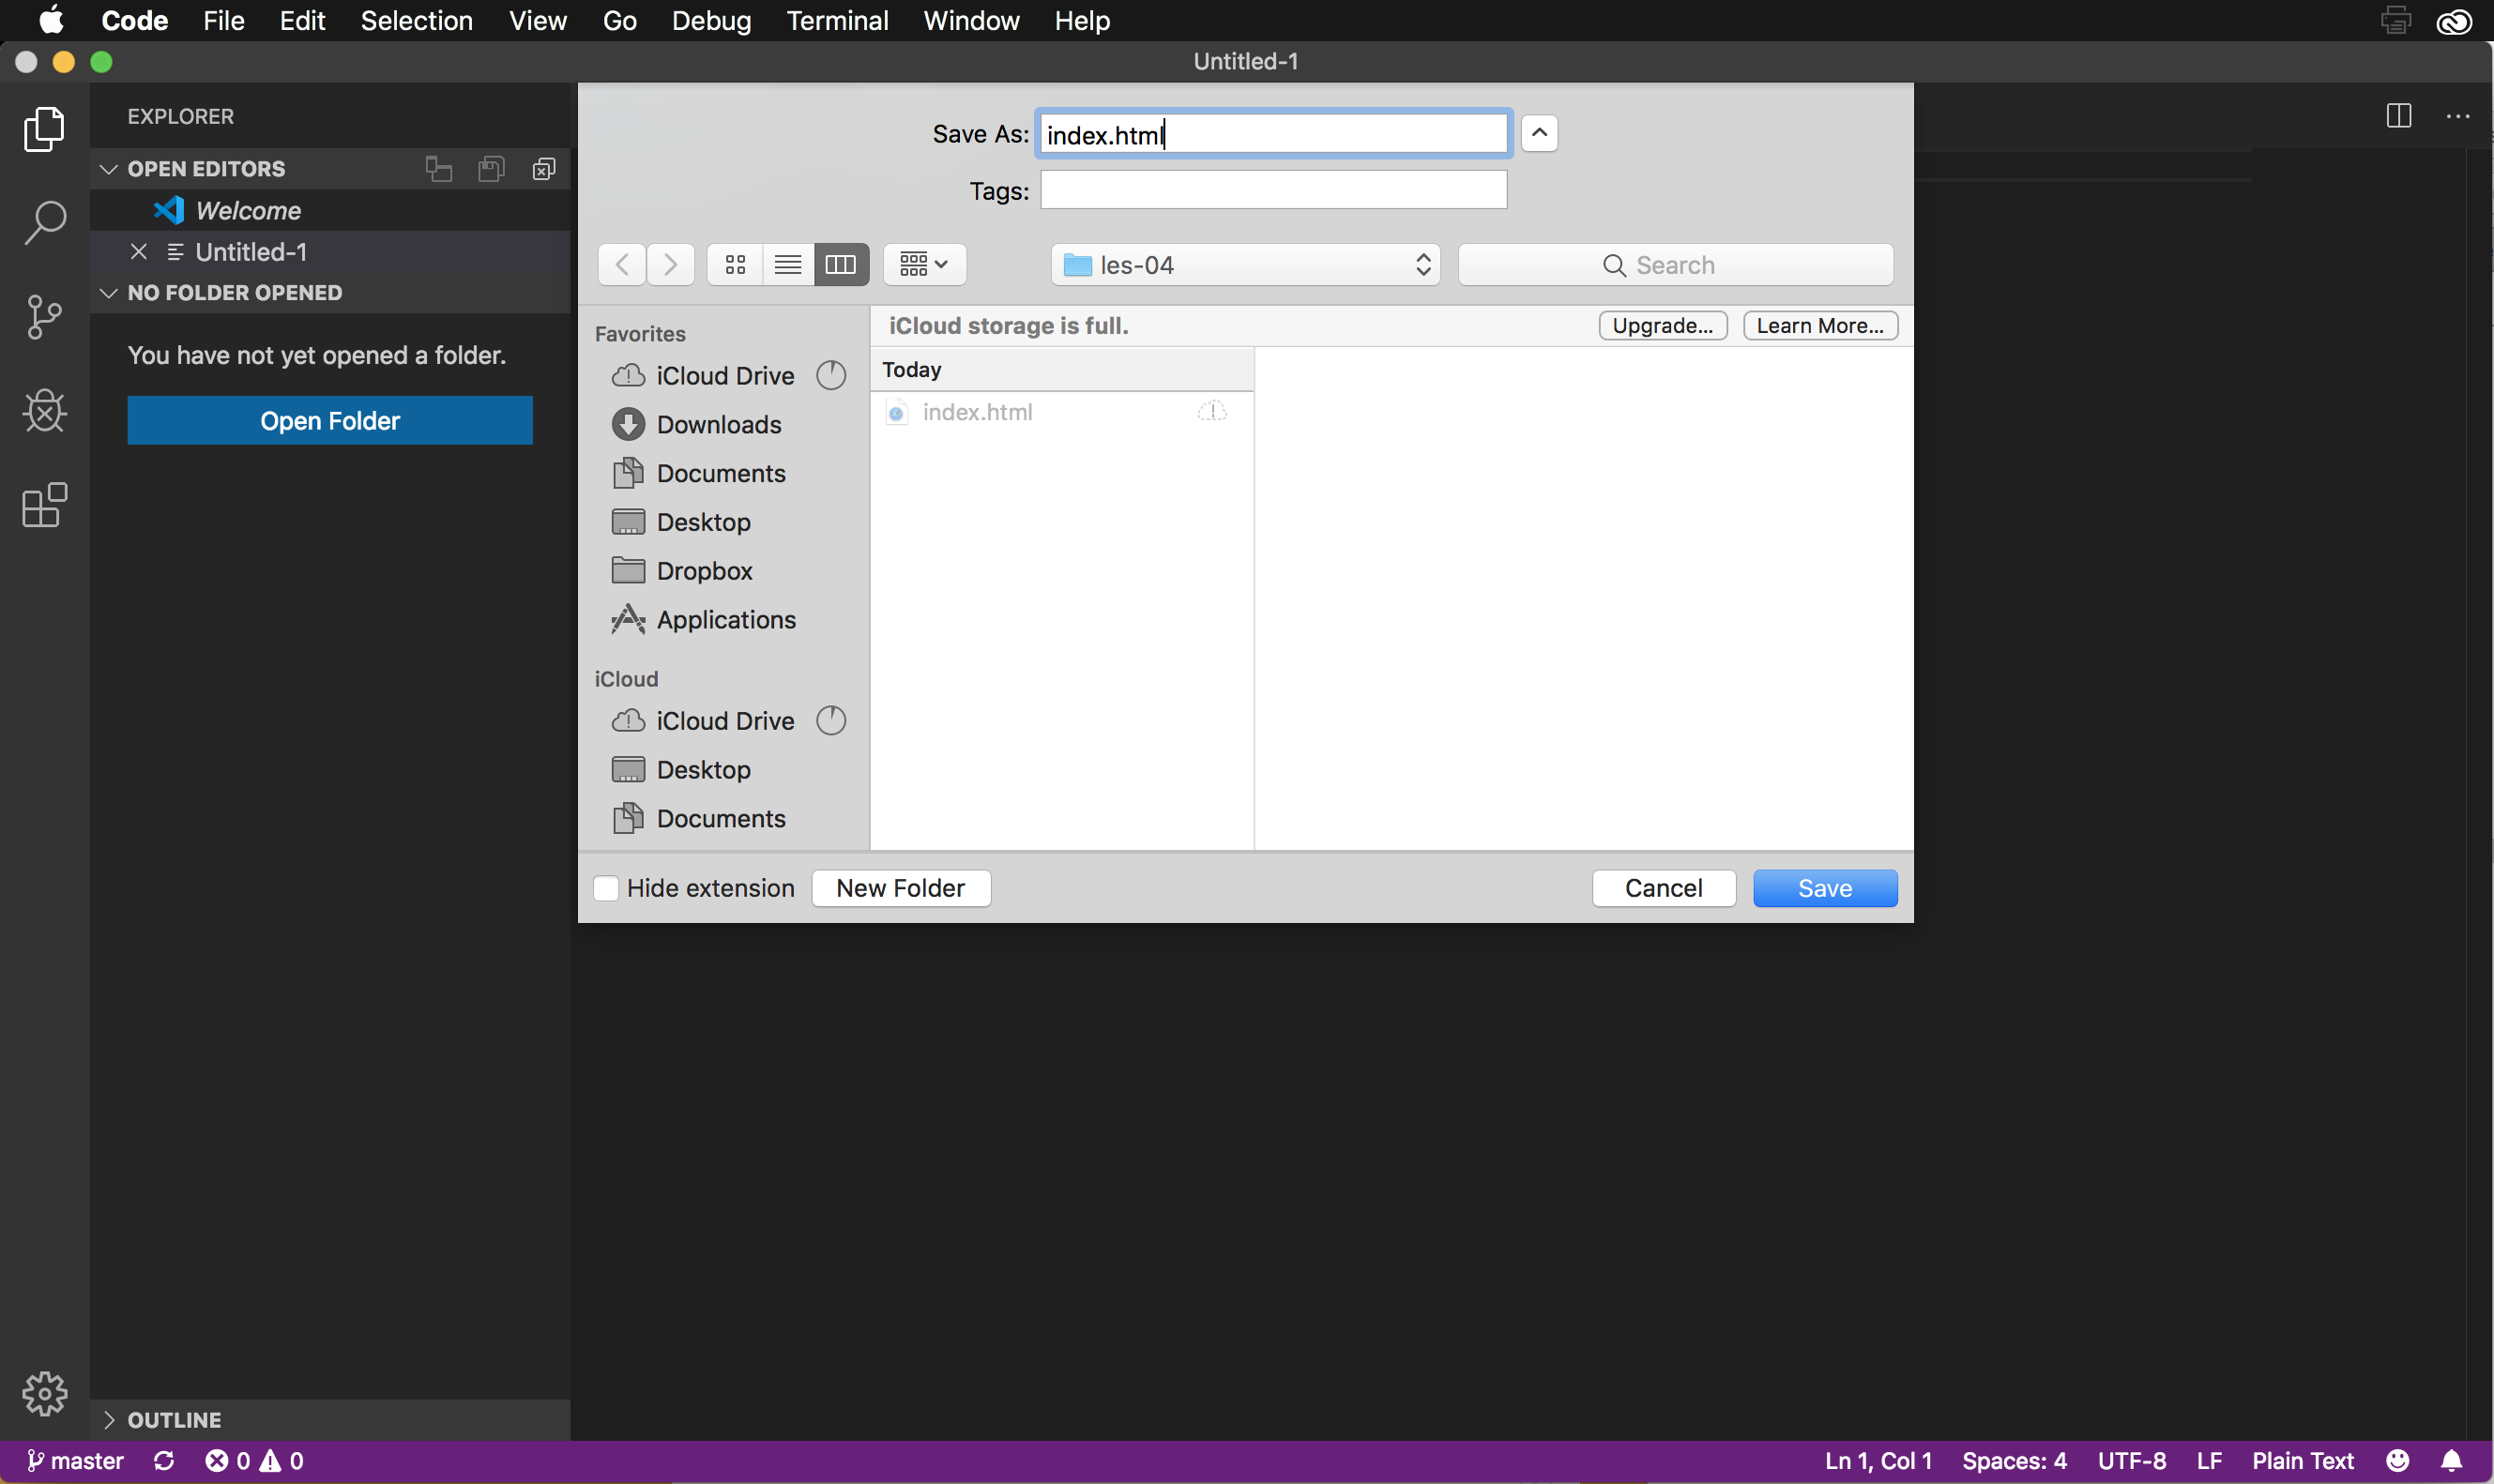 Code File Edit Selection View Go Debug Terminal Window Help
Untitled-1
EXPLORER
OPEN EDITORS
Welcome
Untitled-1
NO FOLDER OPENED
You have not yet opened a folder.
Open Folder
OUTLINE
Save As: index.html
Tags:
les-04
Search
Favorites
iCloud Drive
Downloads
Documents
Desktop
Dropbox
Applications
iCloud
iCloud Drive
Desktop
Documents
iCloud storage is full. Upgrade... Learn More...
Today
index.html
Hide extension New Folder Cancel Save
master 0 0 Ln 1, Col 1 Spaces: 4 UTF-8 LF Plain Text